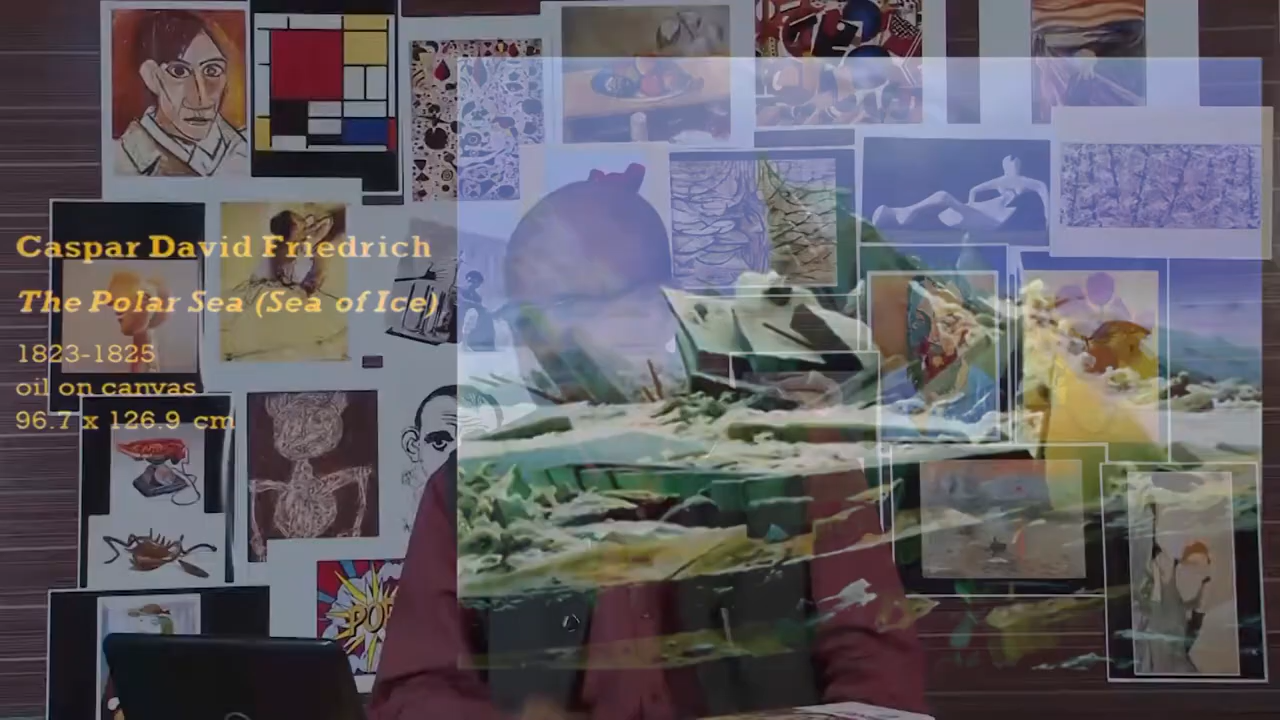 Caspar David Friedrich
The Polar Sea (Sea of Ice)
1823-1825
oil on canvas
96.7 x 126.9 cm
POP